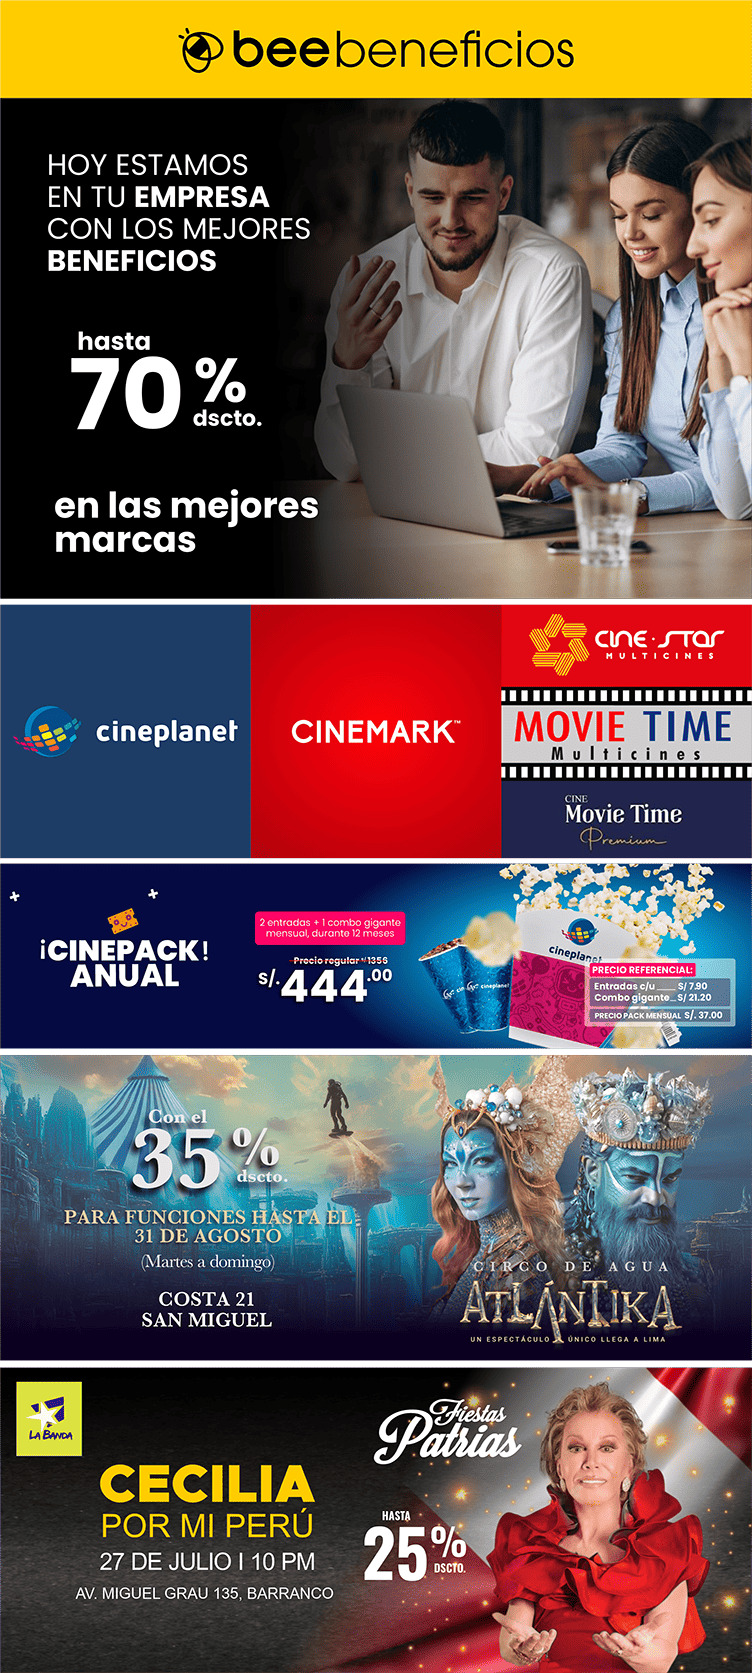 beebeneficios
HOY ESTAMOS
EN TU EMPRESA
CON LOS MEJORES
BENEFICIOS
hasta
70%
dscto.
en las mejores
marcas
cineplanet
CINEMARK™
CINE·STAR
MULTICINES
MOVIE TIME
Multicines
CINE
Movie Time
Premium
¡CINEPACK!
ANUAL
2 entradas + 1 combo gigante
mensual, durante 12 meses
Precio regular s/ 1356
S/.444.00
cineplanet
cineplanet
PRECIO REFERENCIAL:
Entradas c/u ____ S/ 7.90
Combo gigante_ S/ 21.20
PRECIO PACK MENSUAL S/. 37.00
Con el
35%
dscto.
PARA FUNCIONES HASTA EL
31 DE AGOSTO
(Martes a domingo)
COSTA 21
SAN MIGUEL
CIRCO DE AGUA
ATLÁNTIKA
UN ESPECTÁCULO ÚNICO LLEGA A LIMA
LA BANDA
Fiestas
Patrias
CECILIA
POR MI PERÚ
27 DE JULIO I 10 PM
AV. MIGUEL GRAU 135, BARRANCO
HASTA
25%
DSCTO.